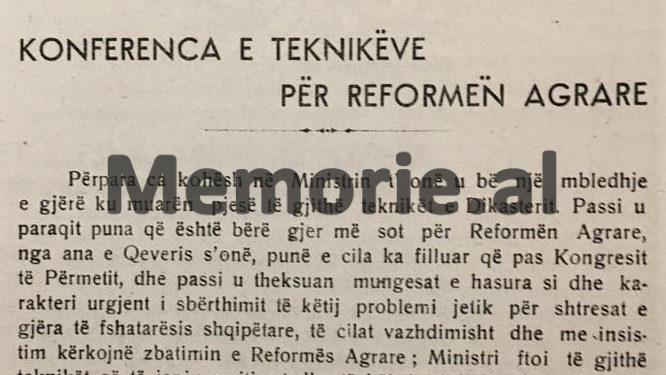 KONFERENCA E TEKNIKËVE
PËR REFORMËN AGRARE
Përpara ca kohësh në Ministrin t'onë u bë një mbledhje
e gjërë ku muarën pjesë të gjithë teknikët e Dikasterit. Passi u
paraqit puna që është bërë gjer më sot për Reformën Agrare,
nga ana e Qeveris s'onë, punë e cila ka filluar që pas Kongresit
të Përmetit, dhe passi u theksuan mungesat e hasura si dhe ka-
rakteri urgjent i sbërthimit të këtij problemi jetik për shtresat e
gjëra të fshatarësis shqipëtare, të cilat vazhdimisht dhe me insis-
tim kërkojnë zbatimin e Reformës Agrare ; Ministri ftoi të gjithë
Memorie.al